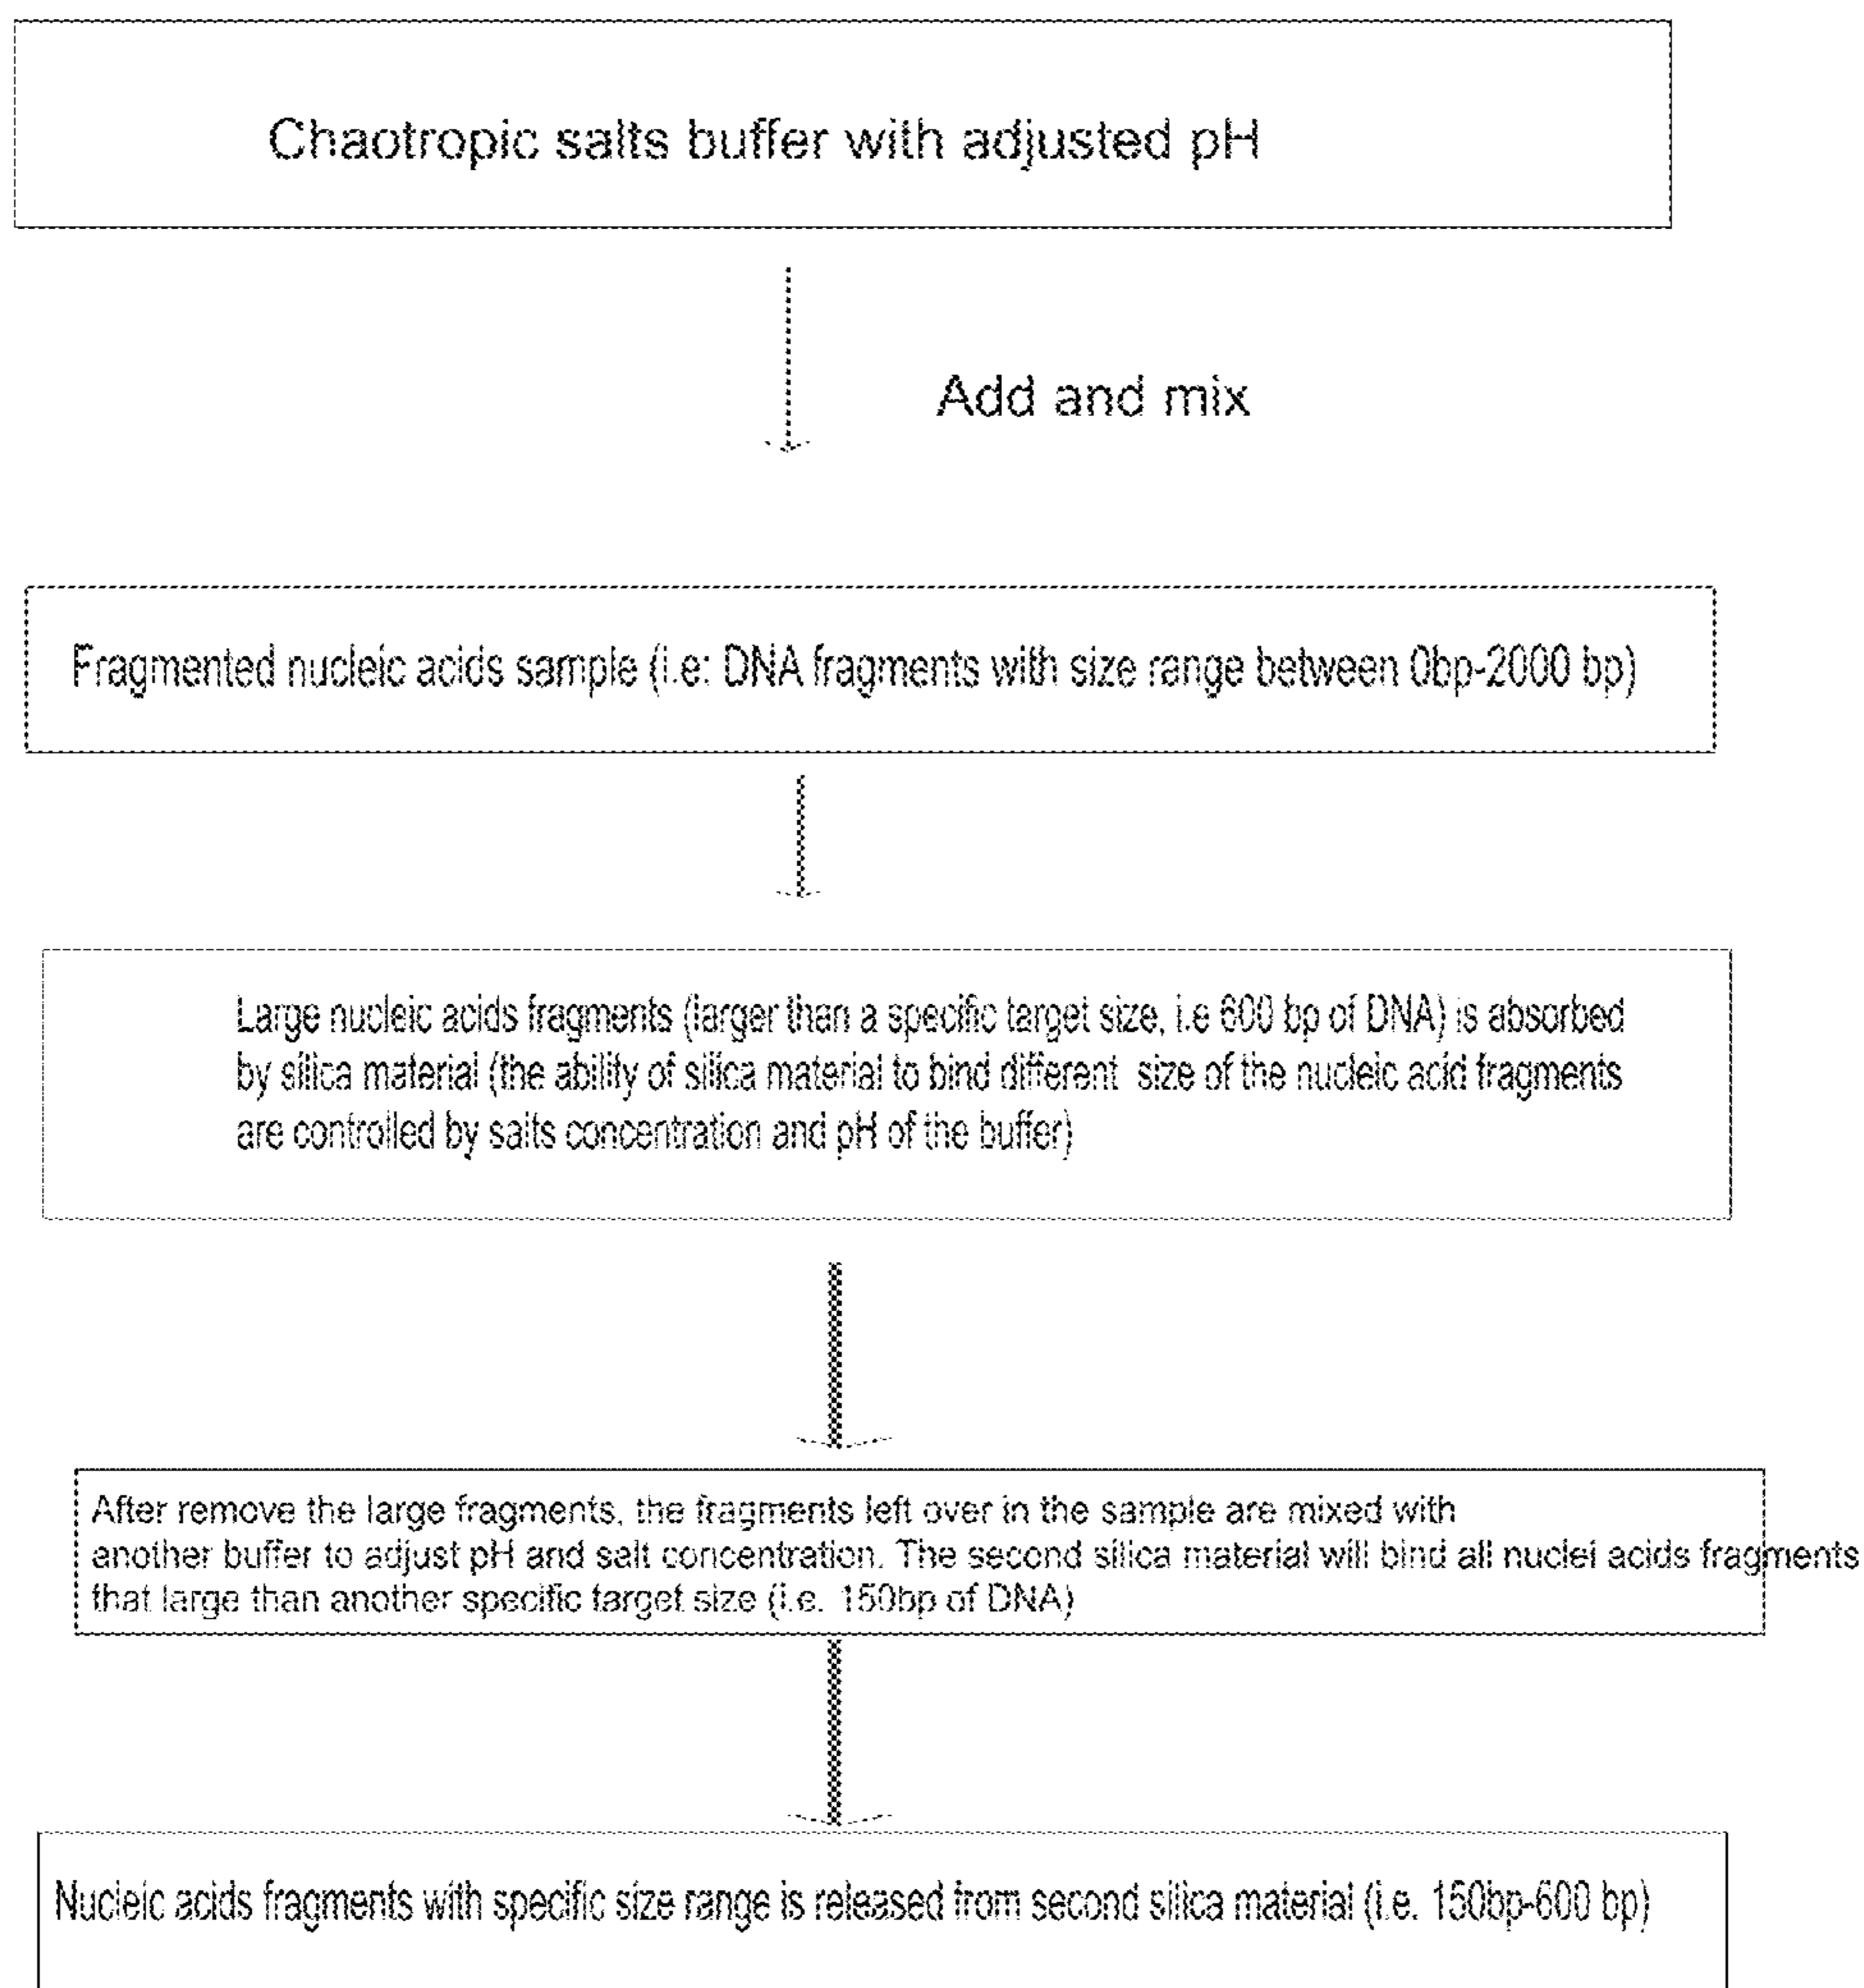 Chaotropic salts buffer with adjusted pH
Add and mix
Fragmented nucleic acids sample (i.e: DNA fragments with size range between 0bp-2000 bp)
Large nucleic acids fragments (larger than a specific target size, i.e 600 bp of DNA) is absorbed
by silica material (the ability of silica material to bind different size of the nucleic acid fragments
are controlled by salts concentration and pH of the buffer)
After remove the large fragments, the fragments left over in the sample are mixed with
another buffer to adjust pH and salt concentration. The second silica material will bind all nuclei acids fragments
that large than another specific target size (i.e. 150bp of DNA)
Nucleic acids fragments with specific size range is released from second silica material (i.e. 150bp-600 bp)